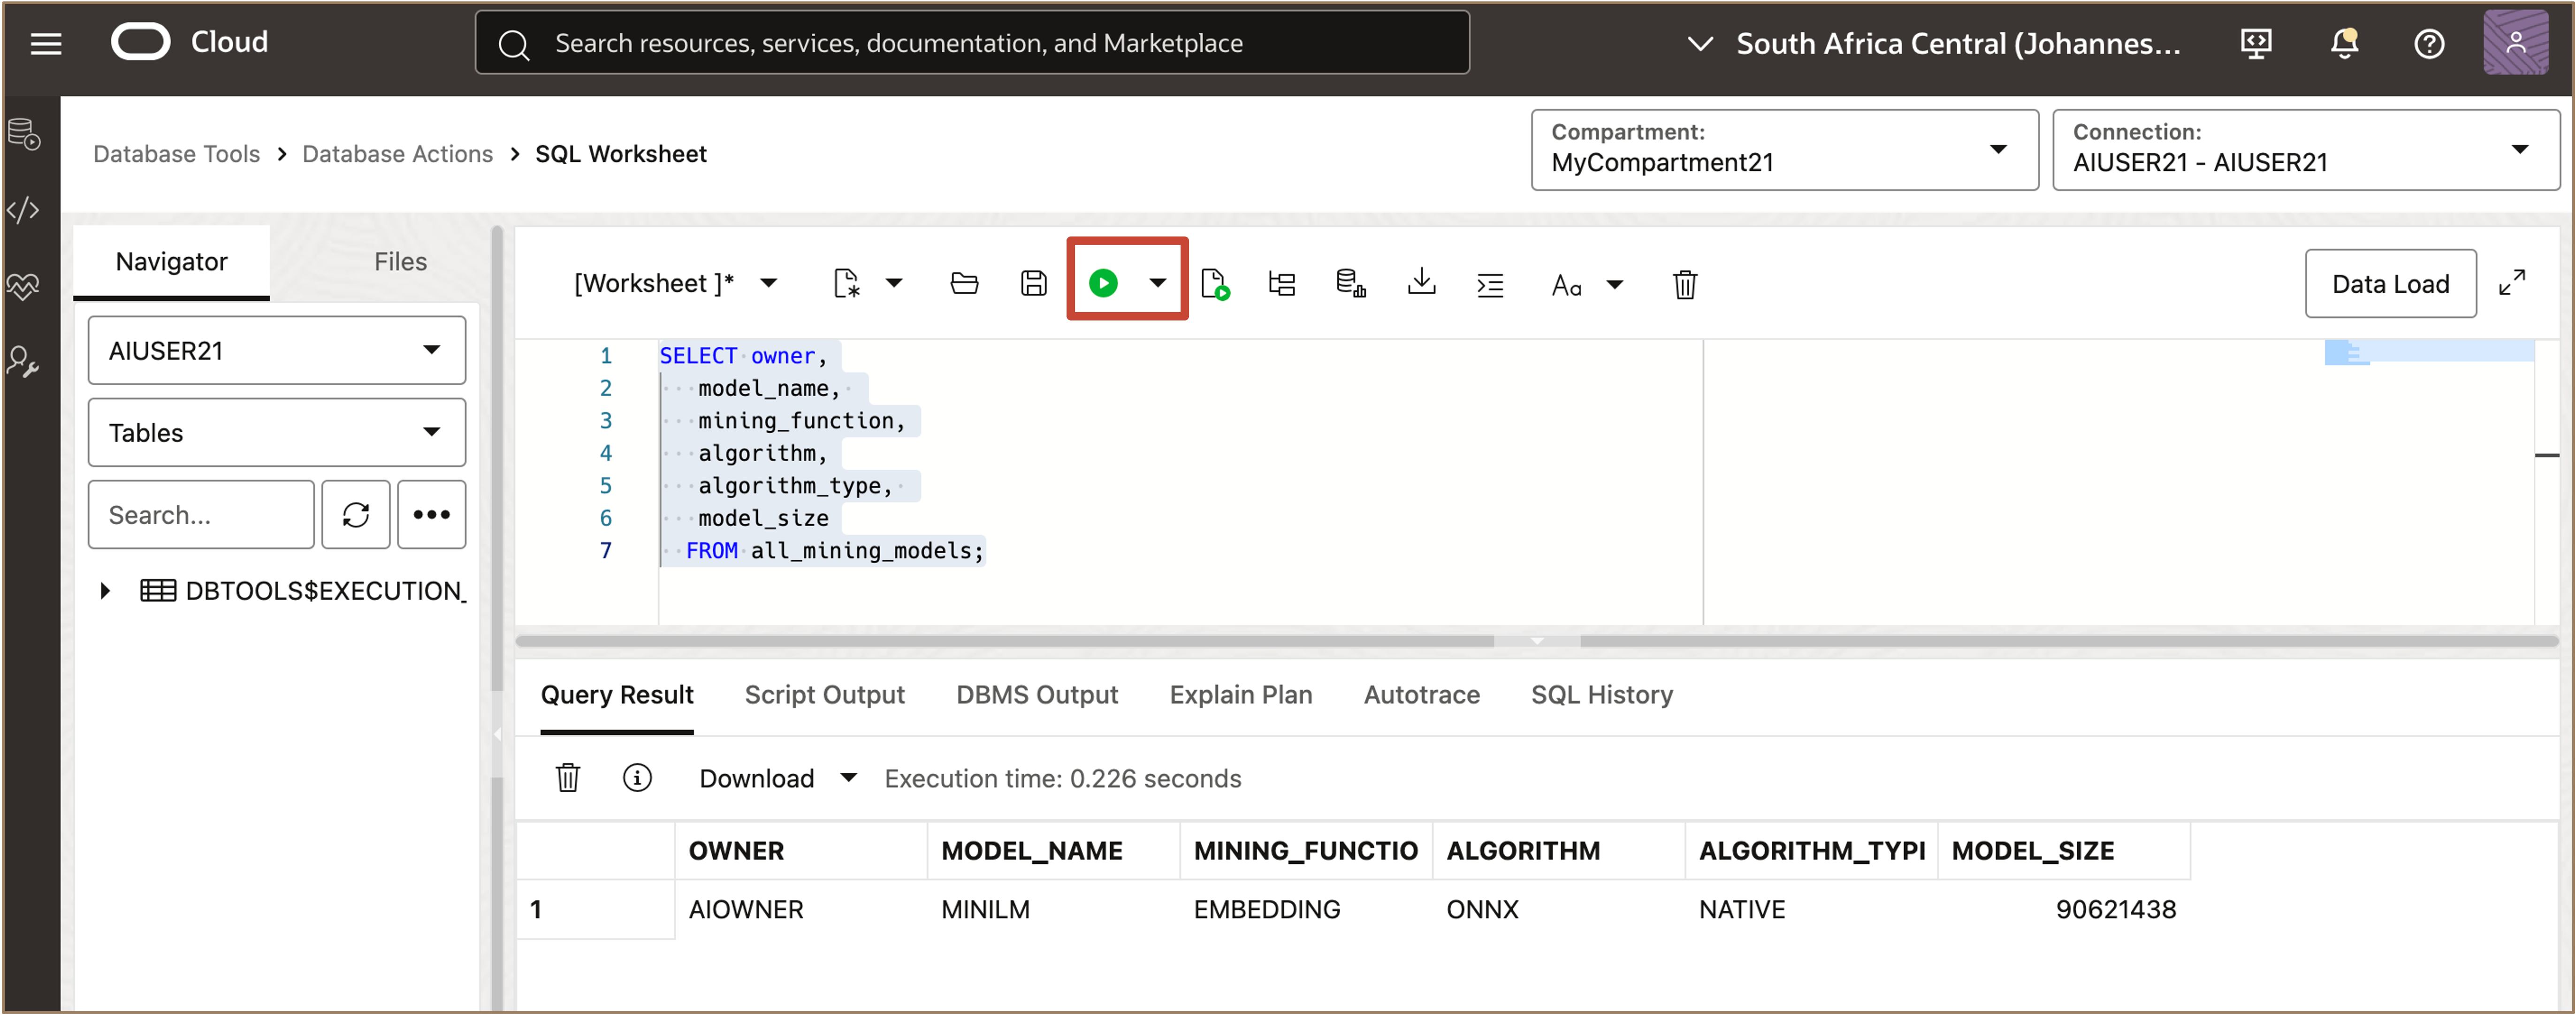 Cloud
Search resources, services, documentation, and Marketplace
South Africa Central (Johannes...
Database Tools > Database Actions > SQL Worksheet
Compartment:
MyCompartment21
Connection:
AIUSER21 - AIUSER21
Navigator
Files
AIUSER21
Tables
Search...
DBTOOLS$EXECUTION_
[Worksheet ]*
Aa
Data Load
1 SELECT owner,
2 model_name,
3 mining_function,
4 algorithm,
5 algorithm_type,
6 model_size
7 FROM all_mining_models;
Query Result Script Output DBMS Output Explain Plan Autotrace SQL History
Download Execution time: 0.226 seconds
OWNER MODEL_NAME MINING_FUNCTIO ALGORITHM ALGORITHM_TYPI MODEL_SIZE
1 AIOWNER MINILM EMBEDDING ONNX NATIVE 90621438